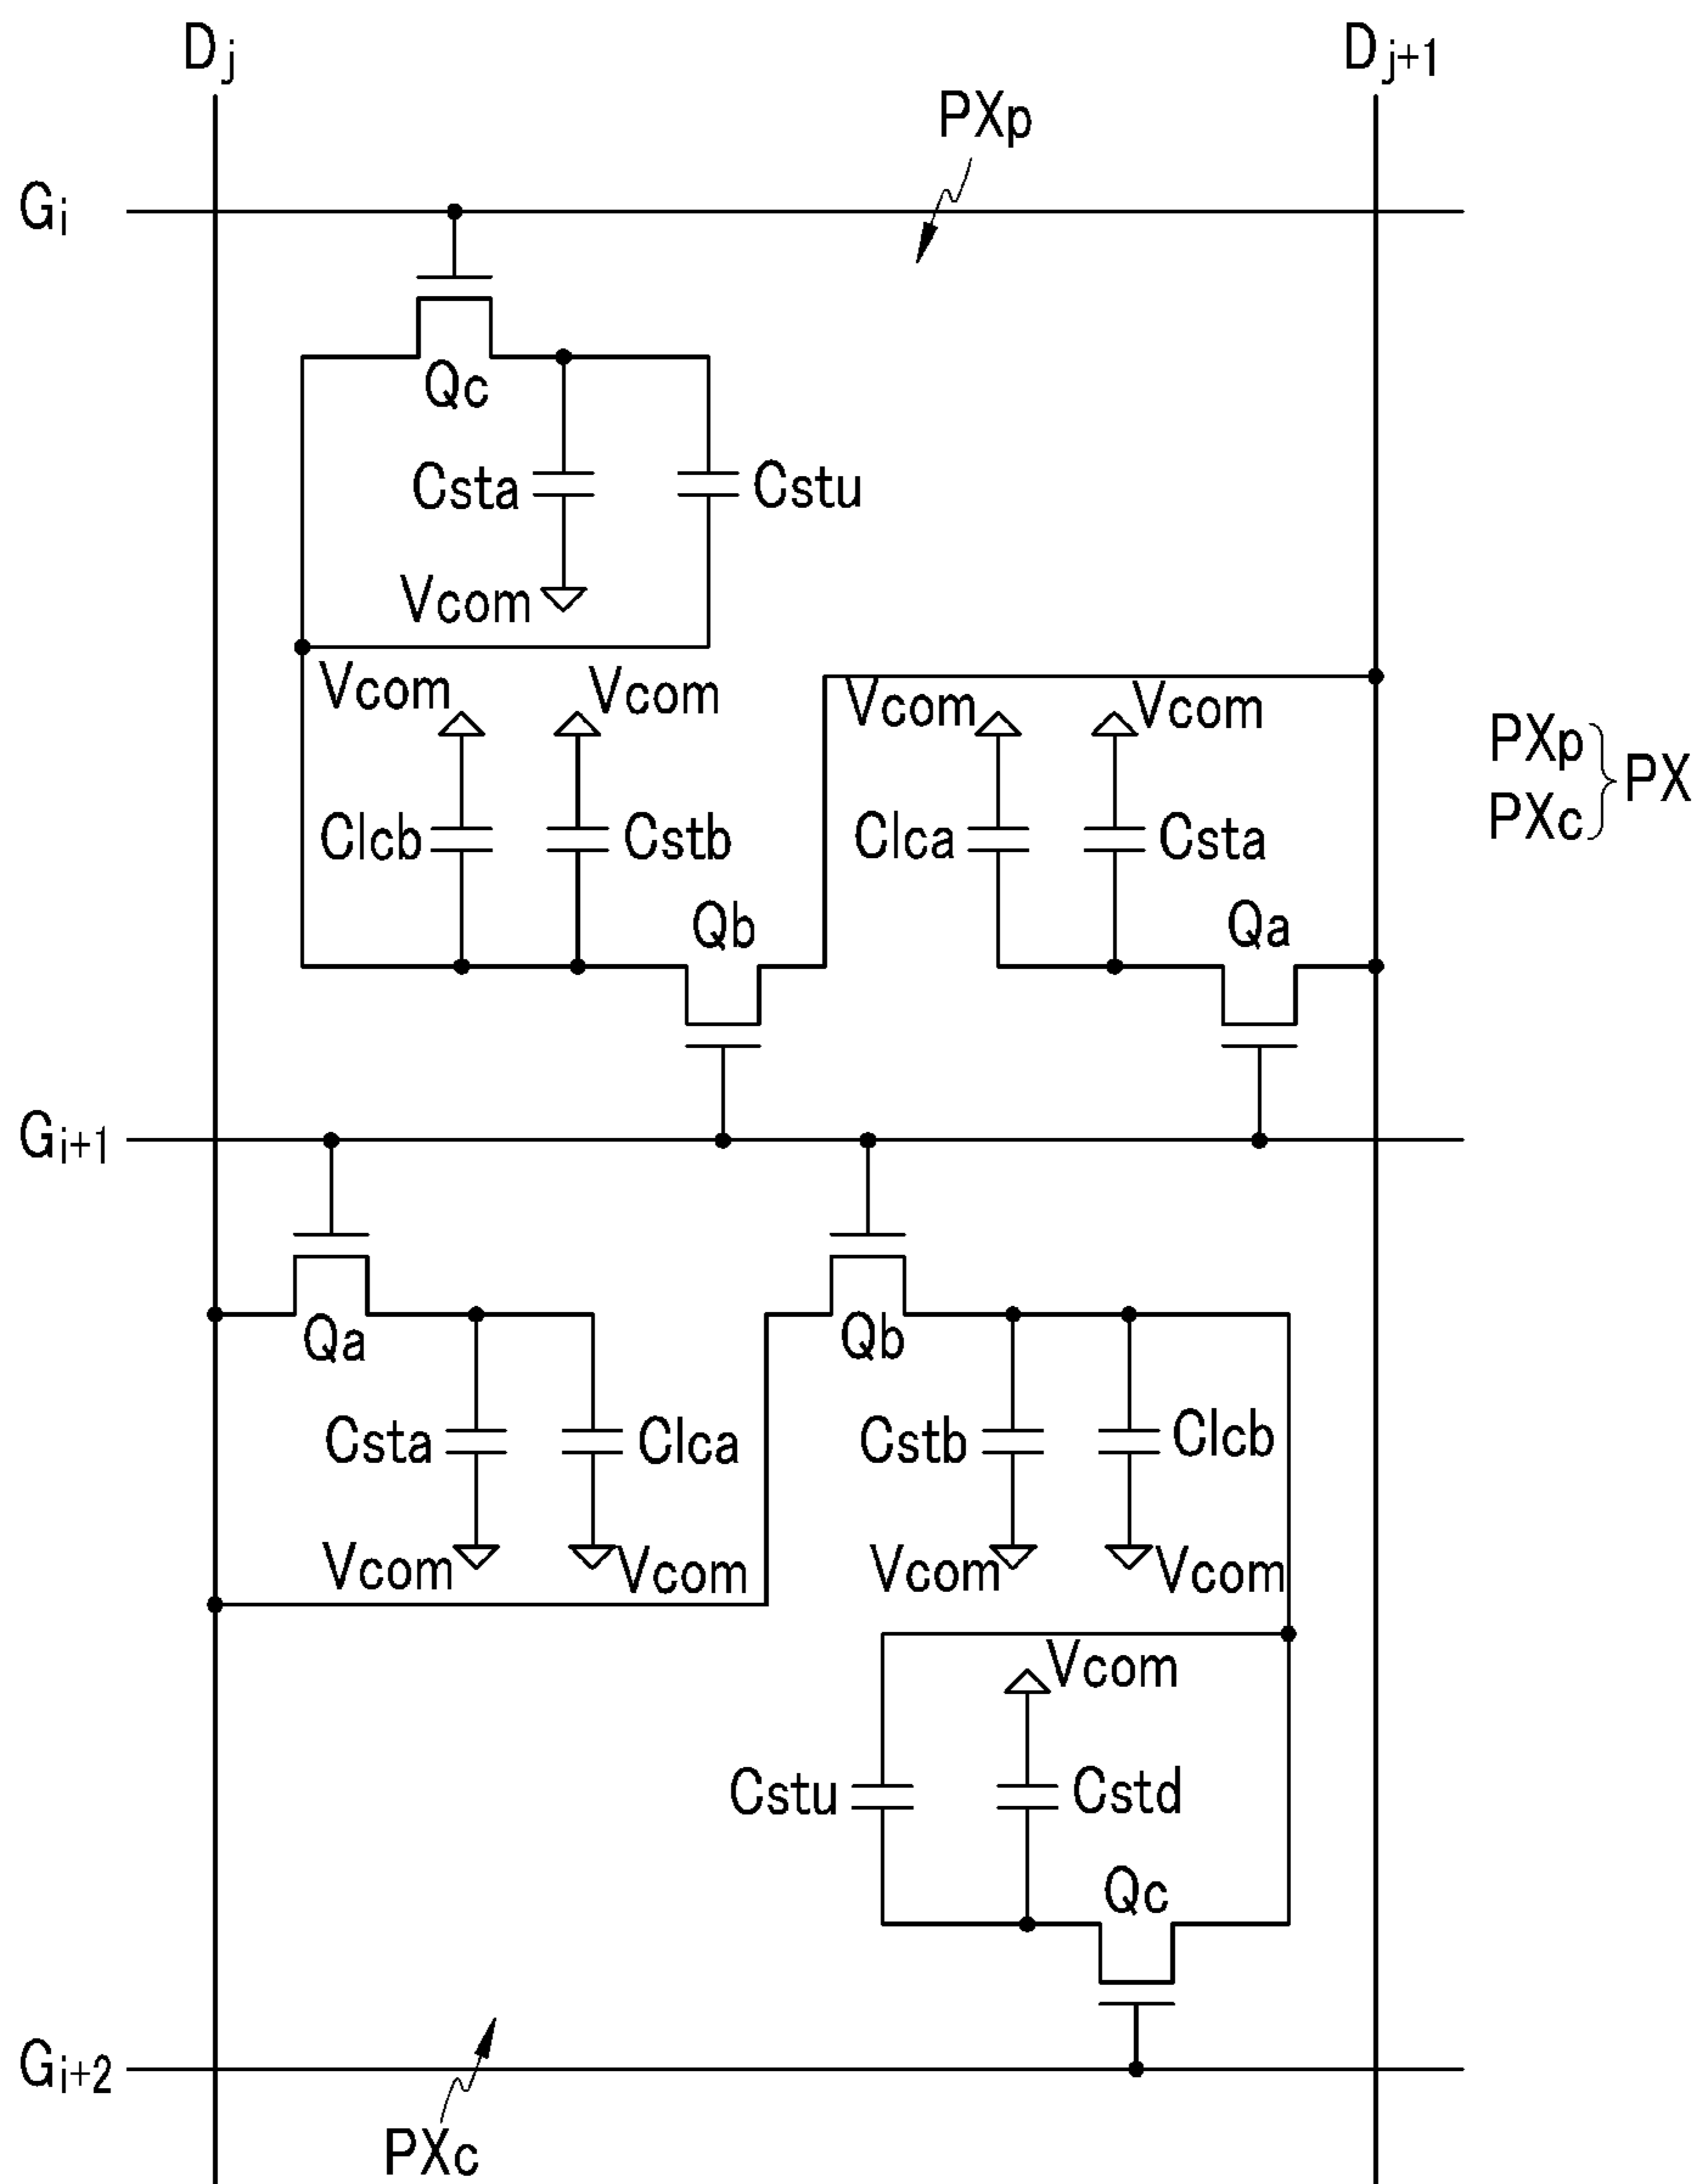 Dj Dj+1
PXp
Gi
Qc
Csta Cstu
Vcom
Vcom Vcom Vcom Vcom
PXp
PXc
PX
Clcb Cstb Clca Csta
Qb Qa
Gi+1
Qa Qb
Csta Clca Cstb Clcb
Vcom Vcom Vcom Vcom
Vcom
Cstu Cstd
Qc
Gi+2
PXc